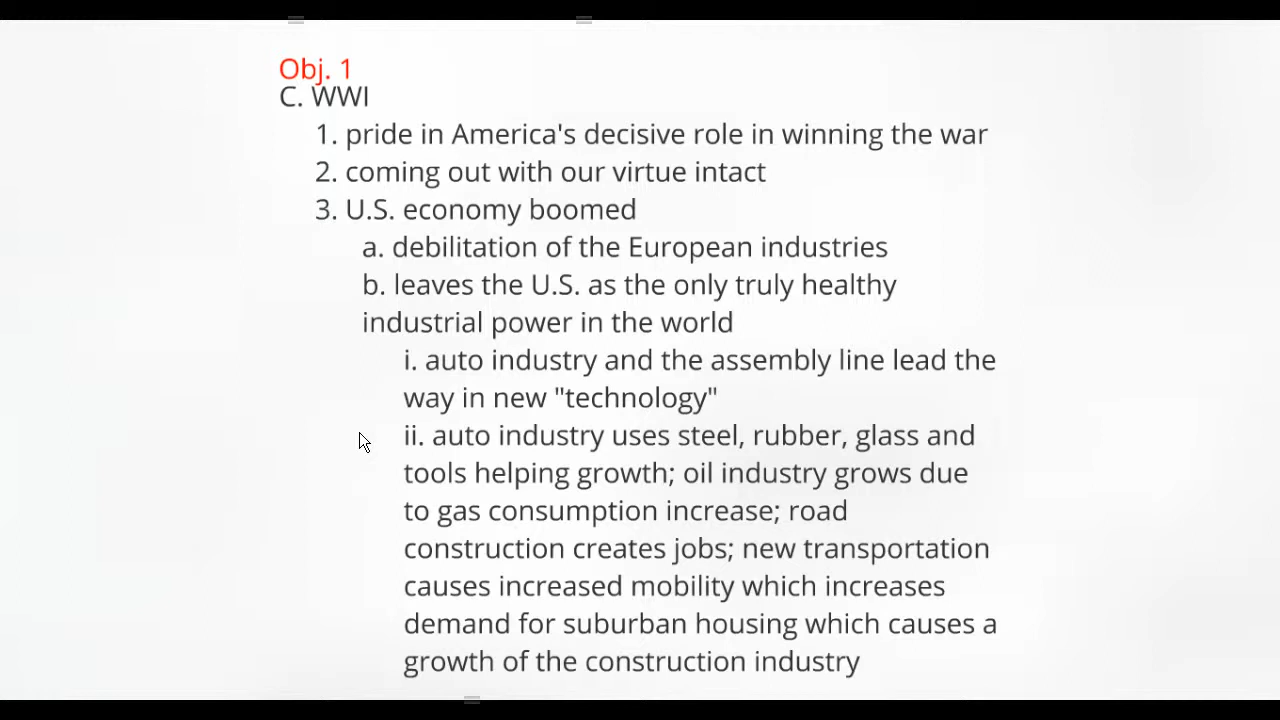 Obj. 1
C. WWI
1. pride in America's decisive role in winning the war
2. coming out with our virtue intact
3. U.S. economy boomed
a. debilitation of the European industries
b. leaves the U.S. as the only truly healthy
industrial power in the world
i. auto industry and the assembly line lead the
way in new "technology"
ii. auto industry uses steel, rubber, glass and
tools helping growth; oil industry grows due
to gas consumption increase; road
construction creates jobs; new transportation
causes increased mobility which increases
demand for suburban housing which causes a
growth of the construction industry